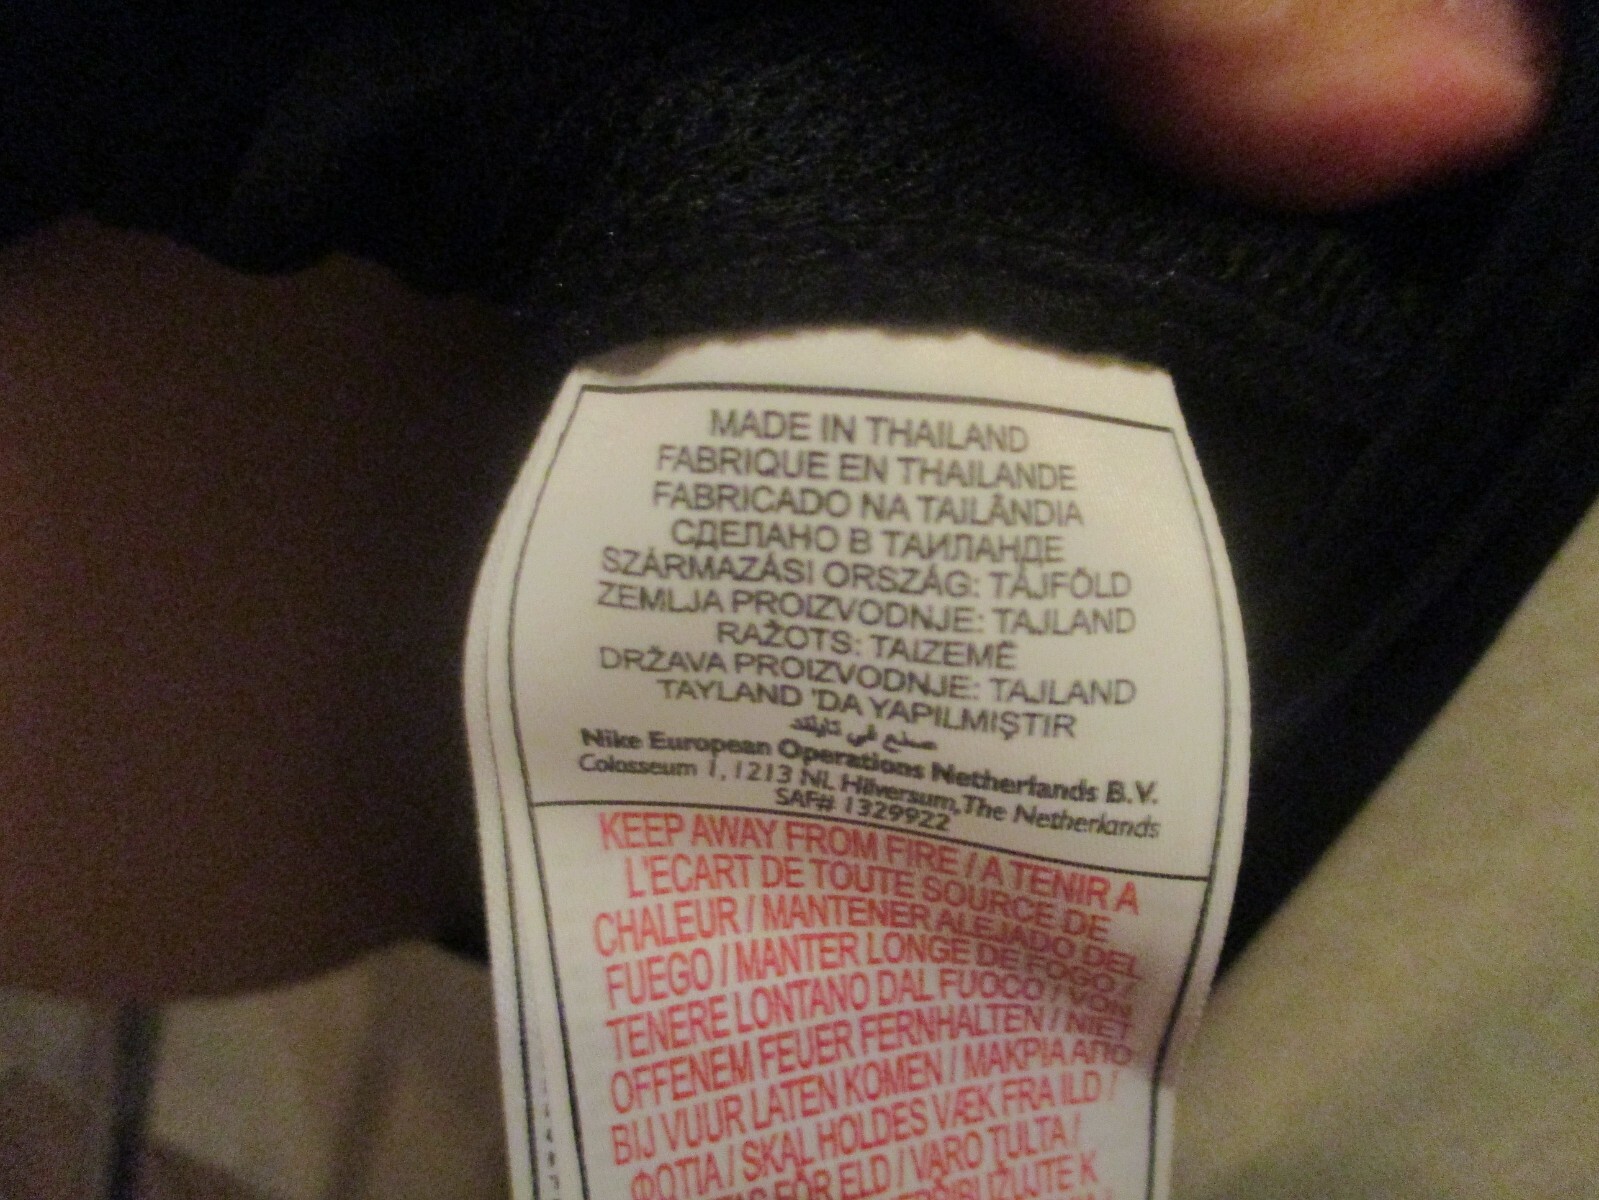 MADE IN THAILAND
FABRIQUE EN THAILANDE
FABRICADO NA TAILÂNDIA
СДЕЛАНО В ТАИЛАНДЕ
SZÁRMAZÁSI ORSZÁG: TÁJFÖLD
ZEMLJA PROIZVODNJE: TAJLAND
RAŽOTS: TAIZEMĒ
DRŽAVA PROIZVODNJE: TAJLAND
TAYLAND 'DA YAPILMIŞTIR
صنع في تايلند
Nike European Operations Netherlands B.V.
Colosseum 1, 1213 NL Hilversum, The Netherlands
SAF# 1329922
KEEP AWAY FROM FIRE / A TENIR A
L'ECART DE TOUTE SOURCE DE
CHALEUR / MANTENER ALEJADO DEL
FUEGO / MANTER LONGE DE FOGO /
TENERE LONTANO DAL FUOCO / VON
OFFENEM FEUER FERNHALTEN / NIET
BIJ VUUR LATEN KOMEN / ΜΑΚΡΙΑ ΑΠΟ
ΦΩΤΙΑ / SKAL HOLDES VÆK FRA ILD /
FÖR ELD / VARO TULTA /